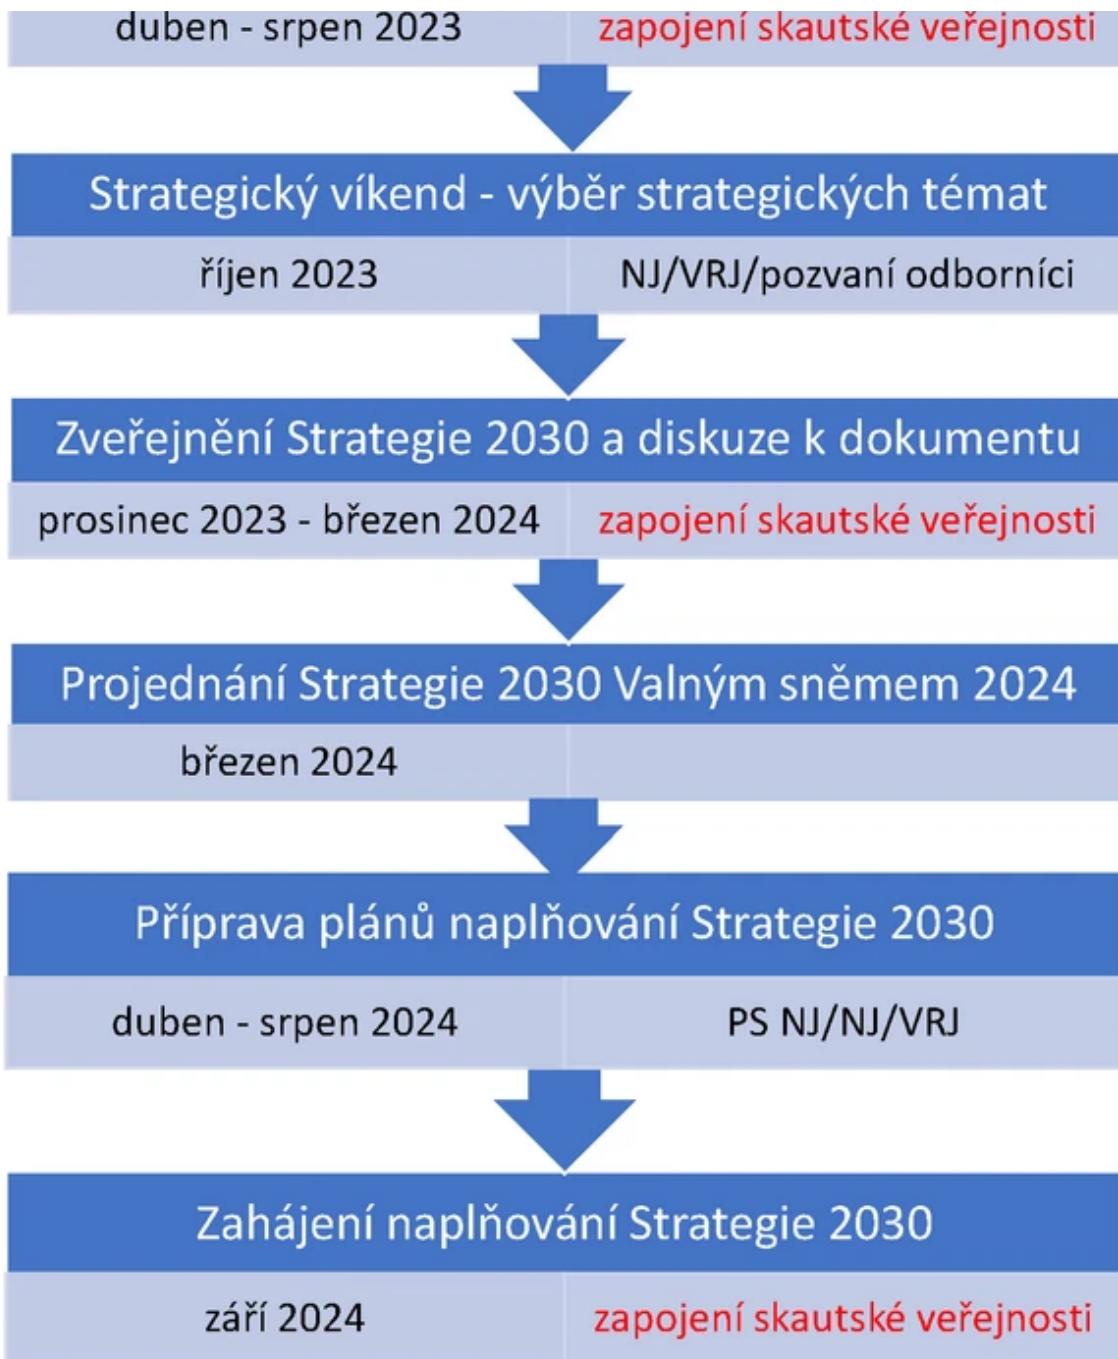 duben - srpen 2023 zapojení skautské veřejnosti
Strategický víkend - výběr strategických témat
říjen 2023 NJ/VRJ/pozvaní odborníci
Zveřejnění Strategie 2030 a diskuze k dokumentu
prosinec 2023 - březen 2024 zapojení skautské veřejnosti
Projednání Strategie 2030 Valným sněmem 2024
březen 2024
Příprava plánů naplňování Strategie 2030
duben - srpen 2024 PS NJ/NJ/VRJ
Zahájení naplňování Strategie 2030
září 2024 zapojení skautské veřejnosti